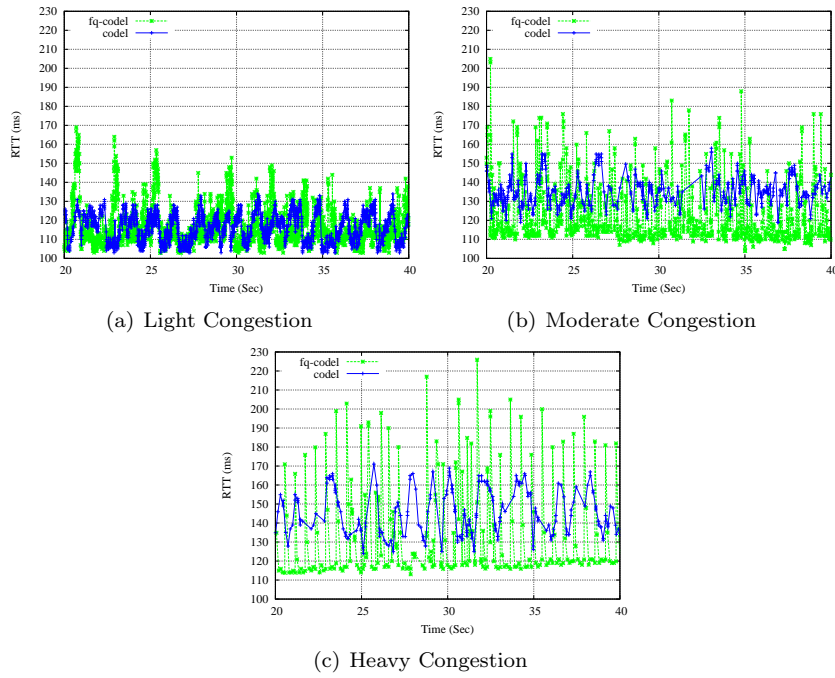 230
220
210
200
190
180
170
160
150
140
130
120
110
100
RTT (ms)
fq-codel
codel
20 25 30 35 40
Time (Sec)
(a) Light Congestion
230
220
210
200
190
180
170
160
150
140
130
120
110
100
RTT (ms)
fq-codel
codel
20 25 30 35 40
Time (Sec)
(b) Moderate Congestion
230
220
210
200
190
180
170
160
150
140
130
120
110
100
RTT (ms)
fq-codel
codel
20 25 30 35 40
Time (Sec)
(c) Heavy Congestion